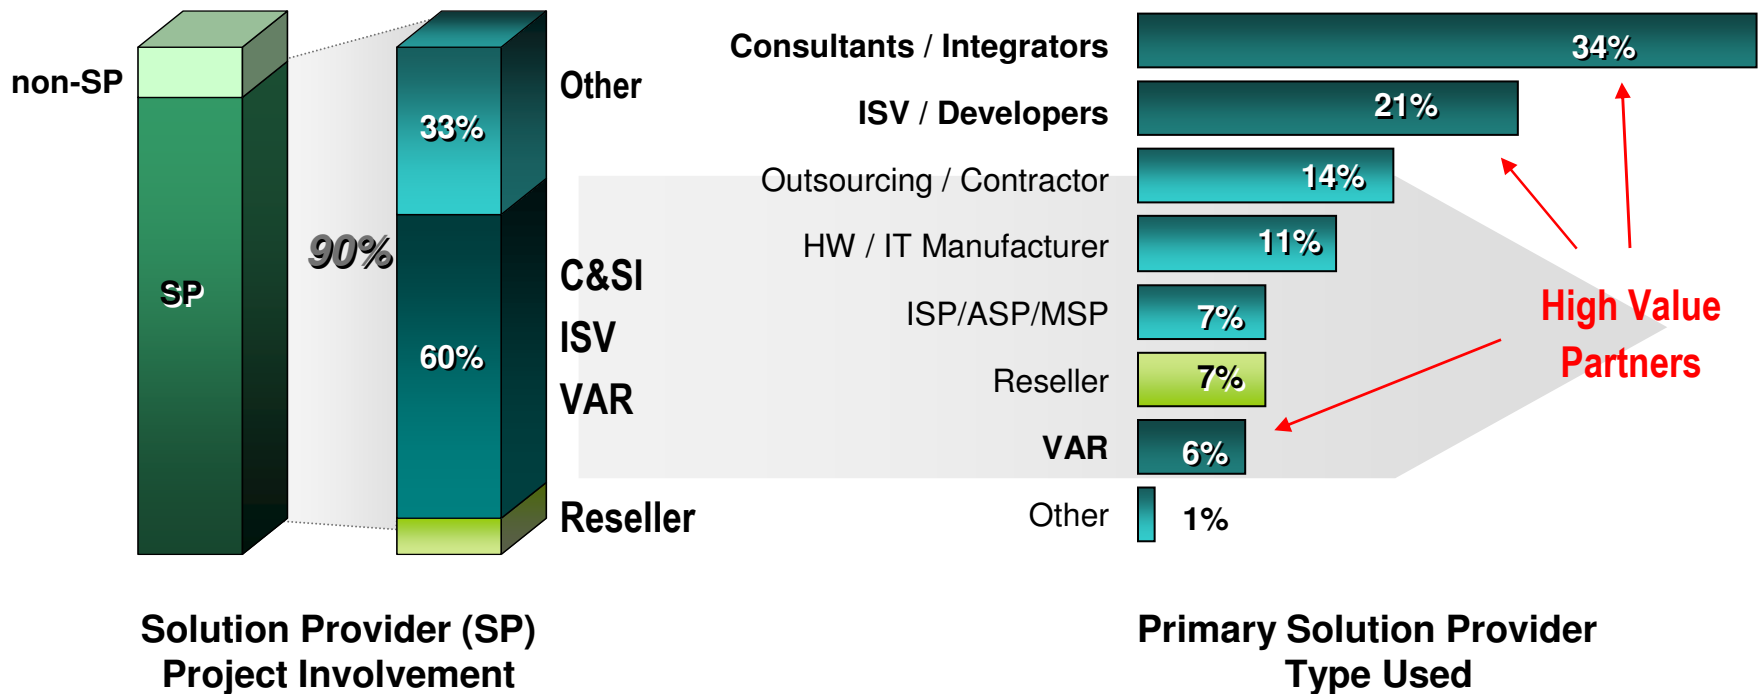 non-SP
SP
90%
33%
60%
Other
C&SI
ISV
VAR
Reseller
Solution Provider (SP)
Project Involvement
Consultants / Integrators
34%
ISV / Developers
21%
Outsourcing / Contractor
14%
HW / IT Manufacturer
11%
ISP/ASP/MSP
7%
Reseller
7%
VAR
6%
Other
1%
High Value
Partners
Primary Solution Provider
Type Used